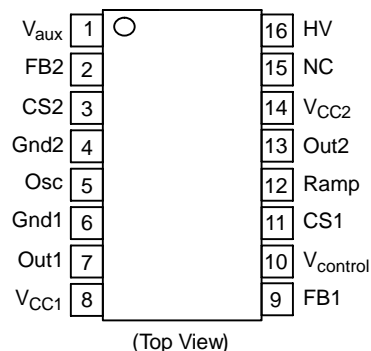 Vaux 1 16 HV
FB2 2 15 NC
CS2 3 14 VCC2
Gnd2 4 13 Out2
Osc 5 12 Ramp
Gnd1 6 11 CS1
Out1 7 10 Vcontrol
VCC1 8 9 FB1
(Top View)